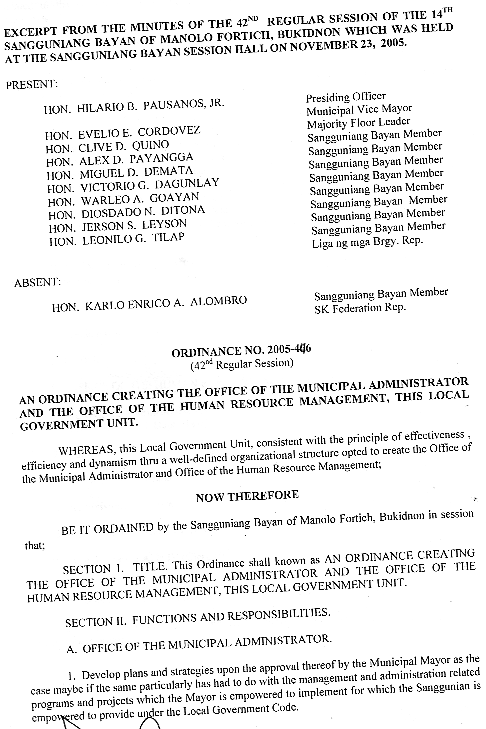 EXCERPT FROM THE MINUTES OF THE 42ND REGULAR SESSION OF THE 14TH
SANGGUNIANG BAYAN OF MANOLO FORTICH, BUKIDNON WHICH WAS HELD
AT THE SANGGUNIANG BAYAN SESSION HALL ON NOVEMBER 23, 2005.
PRESENT:
HON. HILARIO B. PAUSANOS, JR. Presiding Officer
Municipal Vice Mayor
HON. EVELIO E. CORDOVEZ Majority Floor Leader
HON. CLIVE D. QUINO Sangguniang Bayan Member
HON. ALEX D. PAYANGGA Sangguniang Bayan Member
HON. MIGUEL D. DEMATA Sangguniang Bayan Member
HON. VICTORIO G. DAGUNLAY Sangguniang Bayan Member
HON. WARLEO A. GOAYAN Sangguniang Bayan Member
HON. DIOSDADO N. DITONA Sangguniang Bayan Member
HON. JERSON S. LEYSON Sangguniang Bayan Member
HON. LEONILO G. TILAP Sangguniang Bayan Member
Liga ng mga Brgy. Rep.
ABSENT:
HON. KARLO ENRICO A. ALOMBRO Sangguniang Bayan Member
SK Federation Rep.
ORDINANCE NO. 2005-
(42nd Regular Session)
AN ORDINANCE CREATING THE OFFICE OF THE MUNICIPAL ADMINISTRATOR
AND THE OFFICE OF THE HUMAN RESOURCE MANAGEMENT, THIS LOCAL
GOVERNMENT UNIT.
WHEREAS, this Local Government Unit, consistent with the principle of effectiveness ,
efficiency and dynamism thru a well-defined organizational structure opted to create the Office of
the Municipal Administrator and Office of the Human Resource Management;
NOW THEREFORE
BE IT ORDAINED by the Sangguniang Bayan of Manolo Fortich, Bukidnon in session
that;
SECTION I. TITLE. This Ordinance shall known as AN ORDINANCE CREATING
THE OFFICE OF THE MUNICIPAL ADMINISTRATOR AND THE OFFICE OF THE
HUMAN RESOURCE MANAGEMENT, THIS LOCAL GOVERNMENT UNIT.
SECTION II. FUNCTIONS AND RESPONSIBILITIES.
A. OFFICE OF THE MUNICIPAL ADMINISTRATOR.
1. Develop plans and strategies upon the approval thereof by the Municipal Mayor as the
case maybe if the same particularly has had to do with the management and administration related
programs and projects which the Mayor is empowered to implement for which the Sanggunian is
empowered to provide under the Local Government Code.